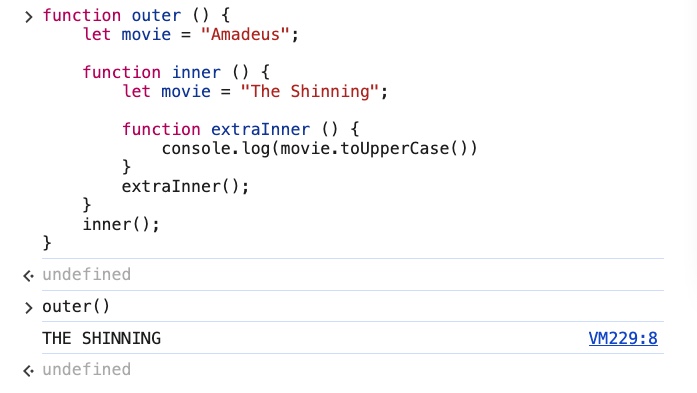 > function outer () {
let movie = "Amadeus";
function inner () {
let movie = "The Shinning";
function extraInner () {
console.log(movie.toUpperCase())
}
extraInner();
}
inner();
}
undefined
> outer()
THE SHINNING VM229:8
undefined